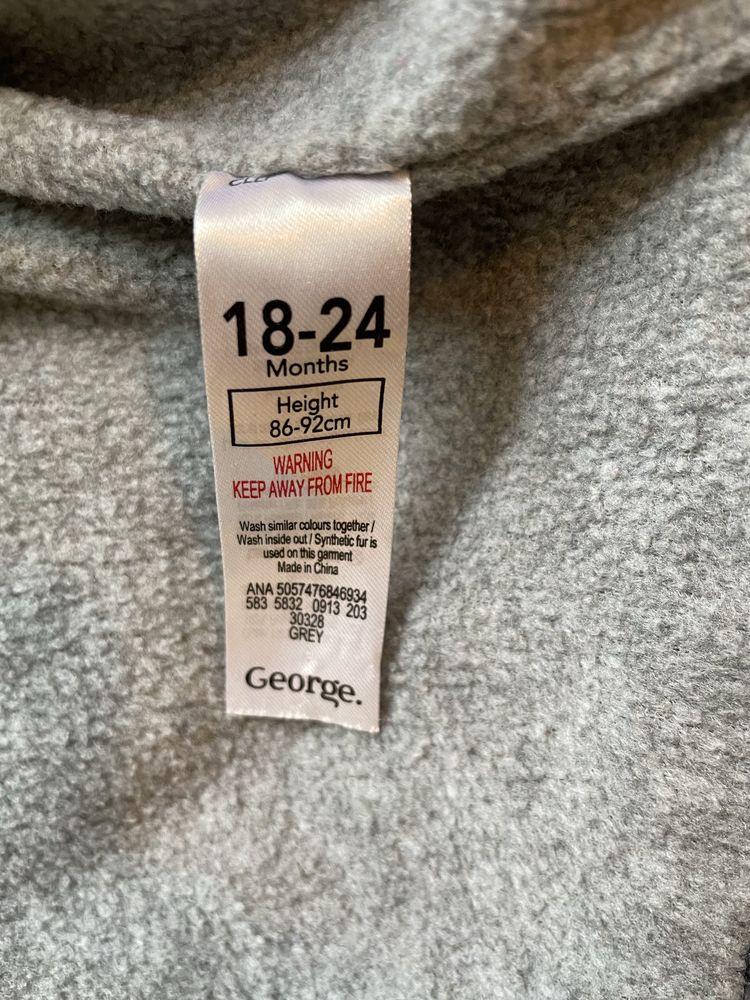 18-24
Months
Height
86-92cm
WARNING
KEEP AWAY FROM FIRE
Wash similar colours together /
Wash inside out / Synthetic fur is
used on this garment
Made in China
ANA 5057476846934
583 5832 0913 203
30328
GREY
George.